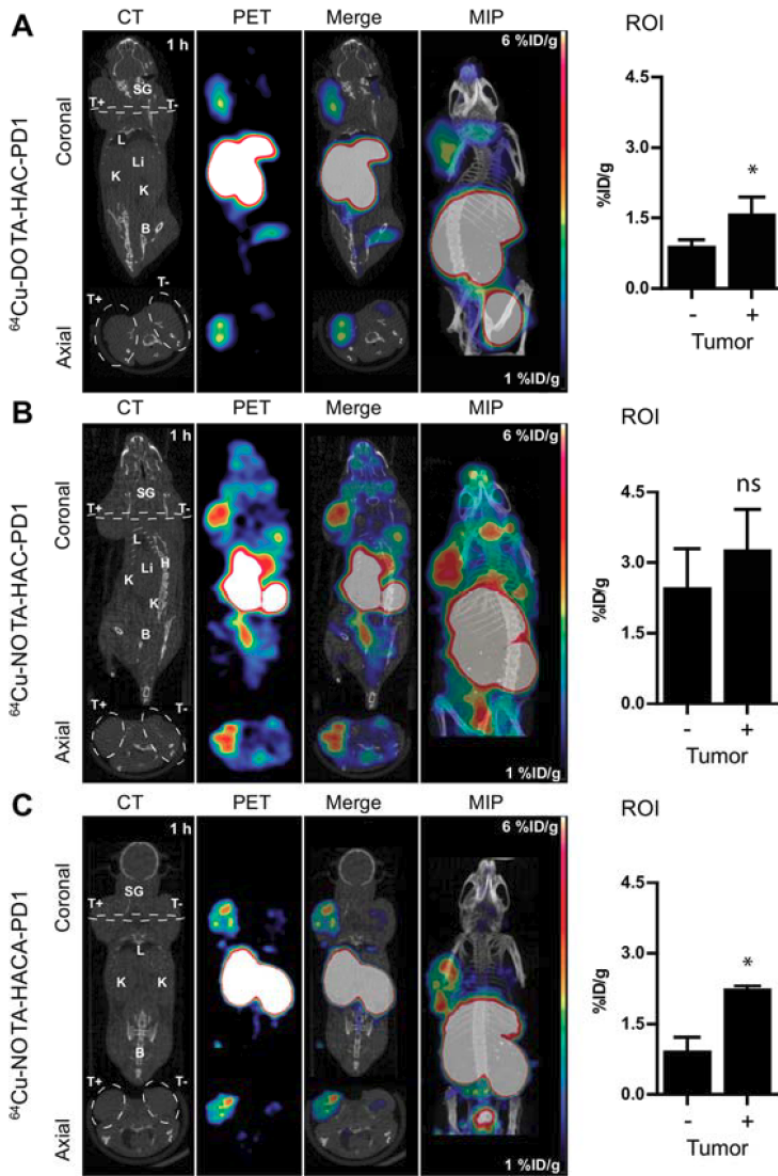 A CT PET Merge MIP ROI
64Cu-DOTA-HAC-PD1
Coronal
Axial
1 h
SG
T+ T-
L
Li
K
K
B
T+ T-
6 %ID/g
1 %ID/g
%ID/g
4.5
3.0
1.5
0.0
*
- +
Tumor
B CT PET Merge MIP ROI
64Cu-NOTA-HAC-PD1
Coronal
Axial
1 h
SG
T+ T-
L
Li H
K
K
B
T+ T-
6 %ID/g
1 %ID/g
%ID/g
4.5
3.0
1.5
0.0
ns
- +
Tumor
C CT PET Merge MIP ROI
64Cu-NOTA-HACA-PD1
Coronal
Axial
1 h
SG
T+ T-
L
K K
B
T+ T-
6 %ID/g
1 %ID/g
%ID/g
4.5
3.0
1.5
0.0
*
- +
Tumor